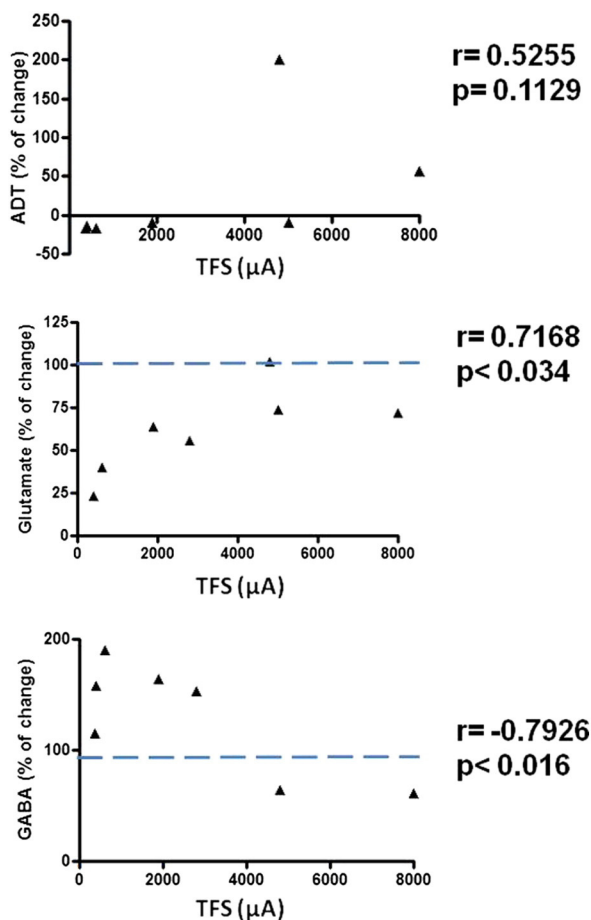 250
200
150
100
50
0
-50
ADT (% of change)
2000 4000 6000 8000
TFS (µA)
r= 0.5255
p= 0.1129
125
100
75
50
25
0
Glutamate (% of change)
0 2000 4000 6000 8000
TFS (µA)
r= 0.7168
p< 0.034
200
100
0
GABA (% of change)
0 2000 4000 6000 8000
TFS (µA)
r= -0.7926
p< 0.016